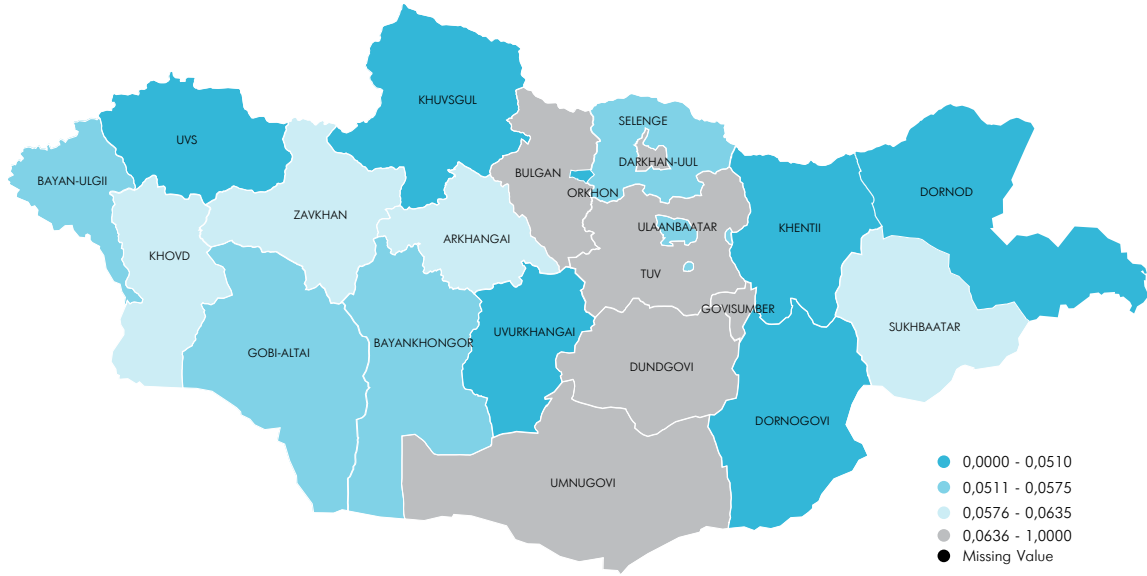 KHUVSGUL
SELENGE
UVS
DARKHAN-UUL
BULGAN
BAYAN-ULGII
ORKHON
DORNOD
ZAVKHAN
ULAANBAATAR
KHENTII
ARKHANGAI
KHOVD
TUV
GOVISUMBER
SUKHBAATAR
UVURKHANGAI
BAYANKHONGOR
GOBI-ALTAI
DUNDGOVI
DORNOGOVI
UMNUGOVI
0,0000 - 0,0510
0,0511 - 0,0575
0,0576 - 0,0635
0,0636 - 1,0000
Missing Value